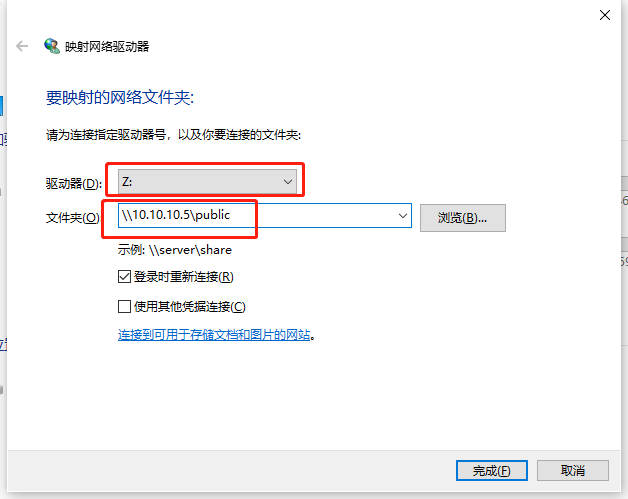 映射网络驱动器
要映射的网络文件夹:
请为连接指定驱动器号，以及你要连接的文件夹:
驱动器(D): Z:
文件夹(O): \\10.10.10.5\public 浏览(B)...
示例: \\server\share
登录时重新连接(R)
使用其他凭据连接(C)
连接到可用于存储文档和图片的网站。
完成(F) 取消